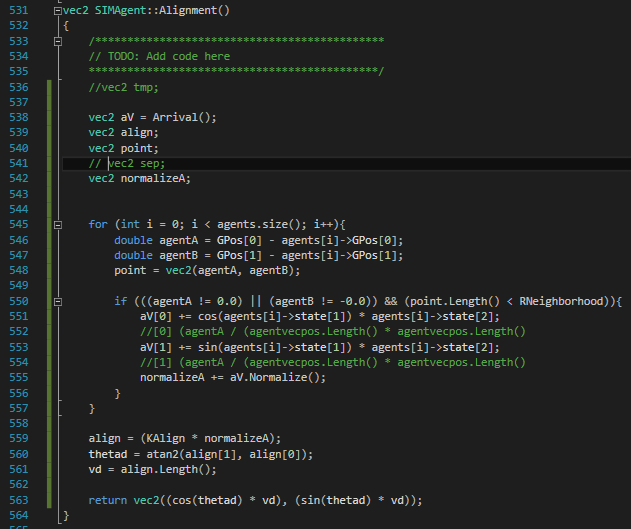 531 vec2 SIMAgent::Alignment()
532 {
533     /*********************************************
534     // TODO: Add code here
535     *********************************************/
536     //vec2 tmp;
537
538     vec2 aV = Arrival();
539     vec2 align;
540     vec2 point;
541     // vec2 sep;
542     vec2 normalizeA;
543
544
545     for (int i = 0; i < agents.size(); i++){
546         double agentA = GPos[0] - agents[i]->GPos[0];
547         double agentB = GPos[1] - agents[i]->GPos[1];
548         point = vec2(agentA, agentB);
549
550         if (((agentA != 0.0) || (agentB != -0.0)) && (point.Length() < RNeighborhood)){
551             aV[0] += cos(agents[i]->state[1]) * agents[i]->state[2];
552             //[0] (agentA / (agentvecpos.Length() * agentvecpos.Length()
553             aV[1] += sin(agents[i]->state[1]) * agents[i]->state[2];
554             //[1] (agentA / (agentvecpos.Length() * agentvecpos.Length()
555             normalizeA += aV.Normalize();
556         }
557     }
558
559     align = (KAlign * normalizeA);
560     thetad = atan2(align[1], align[0]);
561     vd = align.Length();
562
563     return vec2((cos(thetad) * vd), (sin(thetad) * vd));
564 }